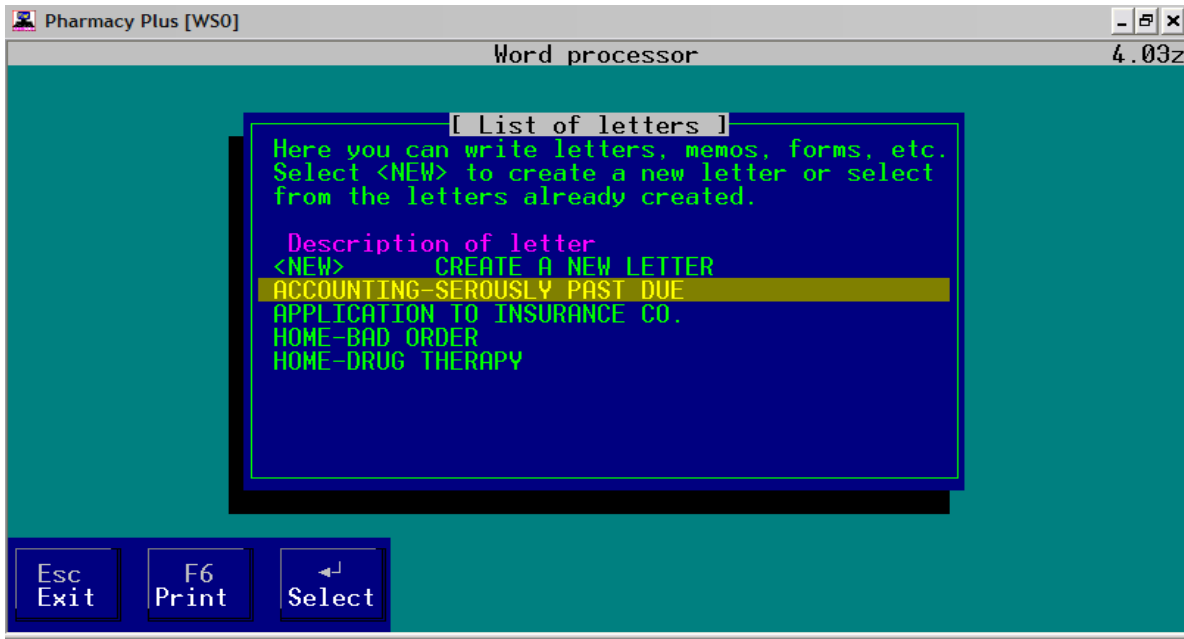 Pharmacy Plus [WS0]
Word processor 4.03z
[ List of letters ]
Here you can write letters, memos, forms, etc.
Select <NEW> to create a new letter or select
from the letters already created.
Description of letter
<NEW> CREATE A NEW LETTER
ACCOUNTING-SEROUSLY PAST DUE
APPLICATION TO INSURANCE CO.
HOME-BAD ORDER
HOME-DRUG THERAPY
Esc F6 ◄┘
Exit Print Select